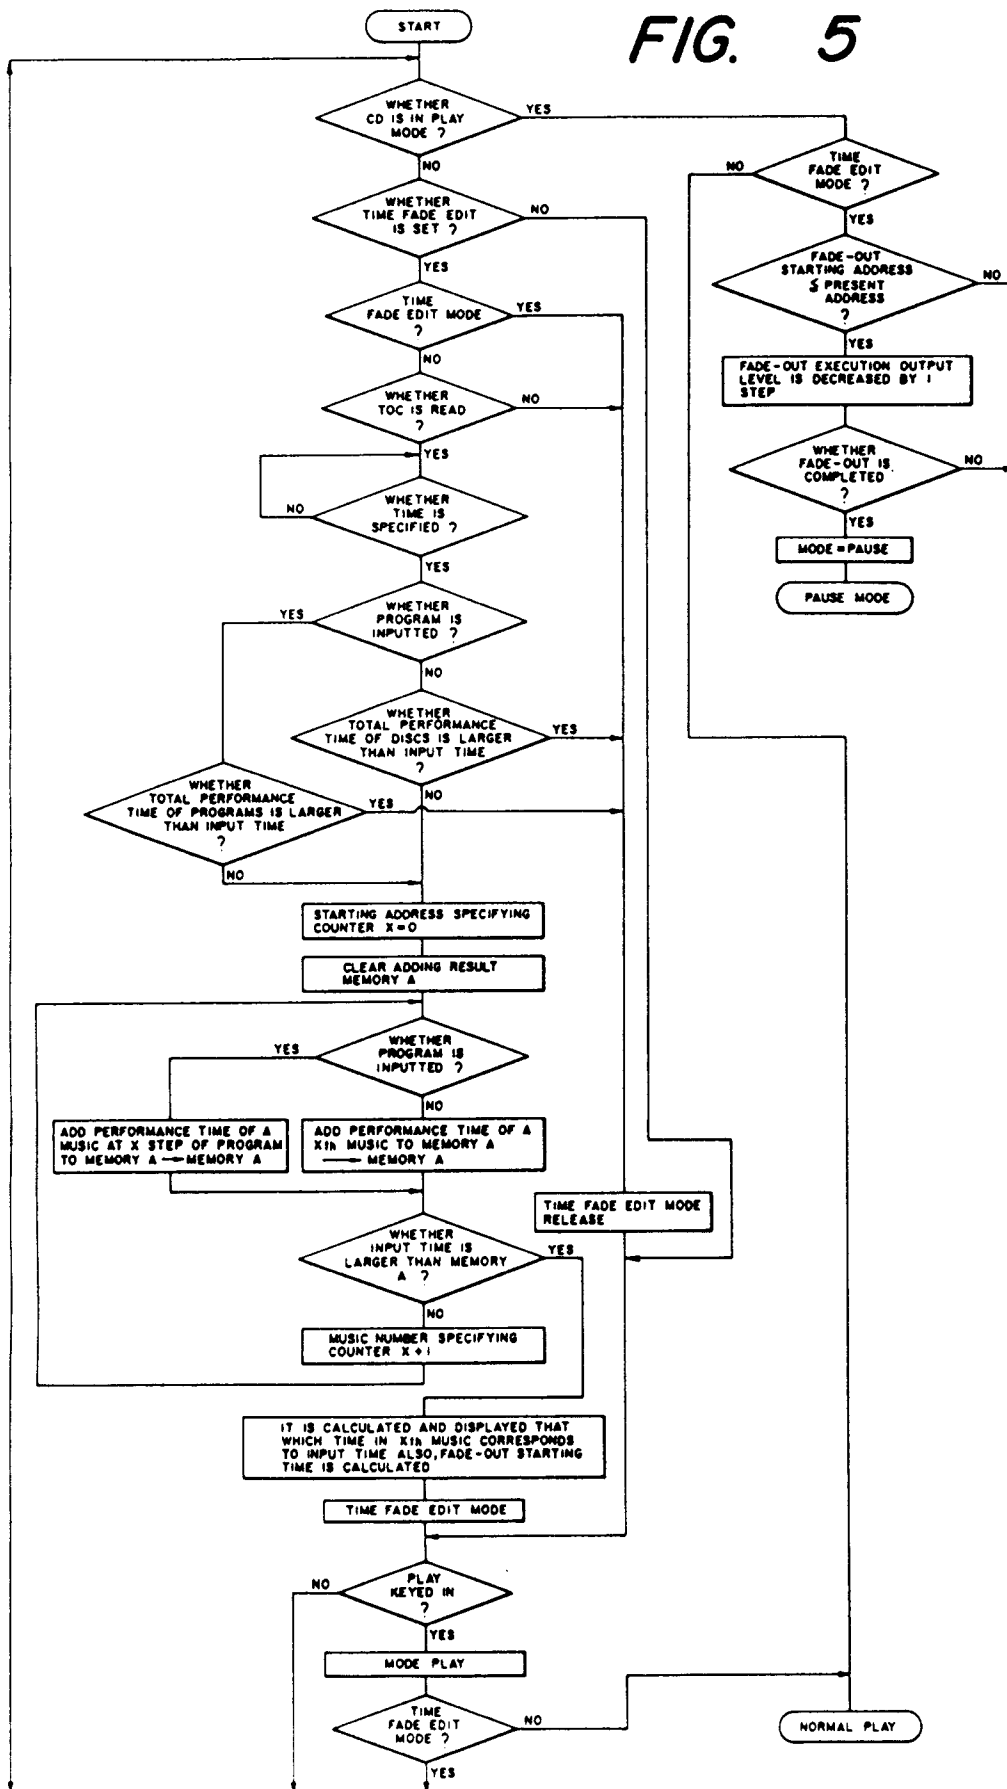 FIG. 5
START
WHETHER
CD IS IN PLAY
MODE ?
YES
NO
TIME
FADE EDIT
MODE ?
NO
YES
WHETHER
TIME FADE EDIT
IS SET ?
NO
YES
FADE-OUT
STARTING ADDRESS
≦ PRESENT
ADDRESS
?
NO
YES
TIME
FADE EDIT MODE
?
YES
NO
FADE-OUT EXECUTION OUTPUT
LEVEL IS DECREASED BY 1
STEP
WHETHER
TOC IS READ
?
NO
YES
WHETHER
FADE-OUT IS
COMPLETED
?
NO
YES
WHETHER
TIME IS
SPECIFIED ?
NO
YES
MODE=PAUSE
PAUSE MODE
WHETHER
PROGRAM IS
INPUTTED ?
YES
NO
WHETHER
TOTAL PERFORMANCE
TIME OF DISCS IS LARGER
THAN INPUT TIME
?
YES
NO
WHETHER
TOTAL PERFORMANCE
TIME OF PROGRAMS IS LARGER
THAN INPUT TIME
?
YES
NO
STARTING ADDRESS SPECIFYING
COUNTER X=0
CLEAR ADDING RESULT
MEMORY A
WHETHER
PROGRAM IS
INPUTTED ?
YES
NO
ADD PERFORMANCE TIME OF A
MUSIC AT X STEP OF PROGRAM
TO MEMORY A → MEMORY A
ADD PERFORMANCE TIME OF A
Xth MUSIC TO MEMORY A
→ MEMORY A
TIME FADE EDIT MODE
RELEASE
WHETHER
INPUT TIME IS
LARGER THAN MEMORY
A ?
YES
NO
MUSIC NUMBER SPECIFYING
COUNTER X+1
IT IS CALCULATED AND DISPLAYED THAT
WHICH TIME IN Xth MUSIC CORRESPONDS
TO INPUT TIME ALSO, FADE-OUT STARTING
TIME IS CALCULATED
TIME FADE EDIT MODE
PLAY
KEYED IN
?
NO
YES
MODE PLAY
TIME
FADE EDIT
MODE ?
NO
YES
NORMAL PLAY